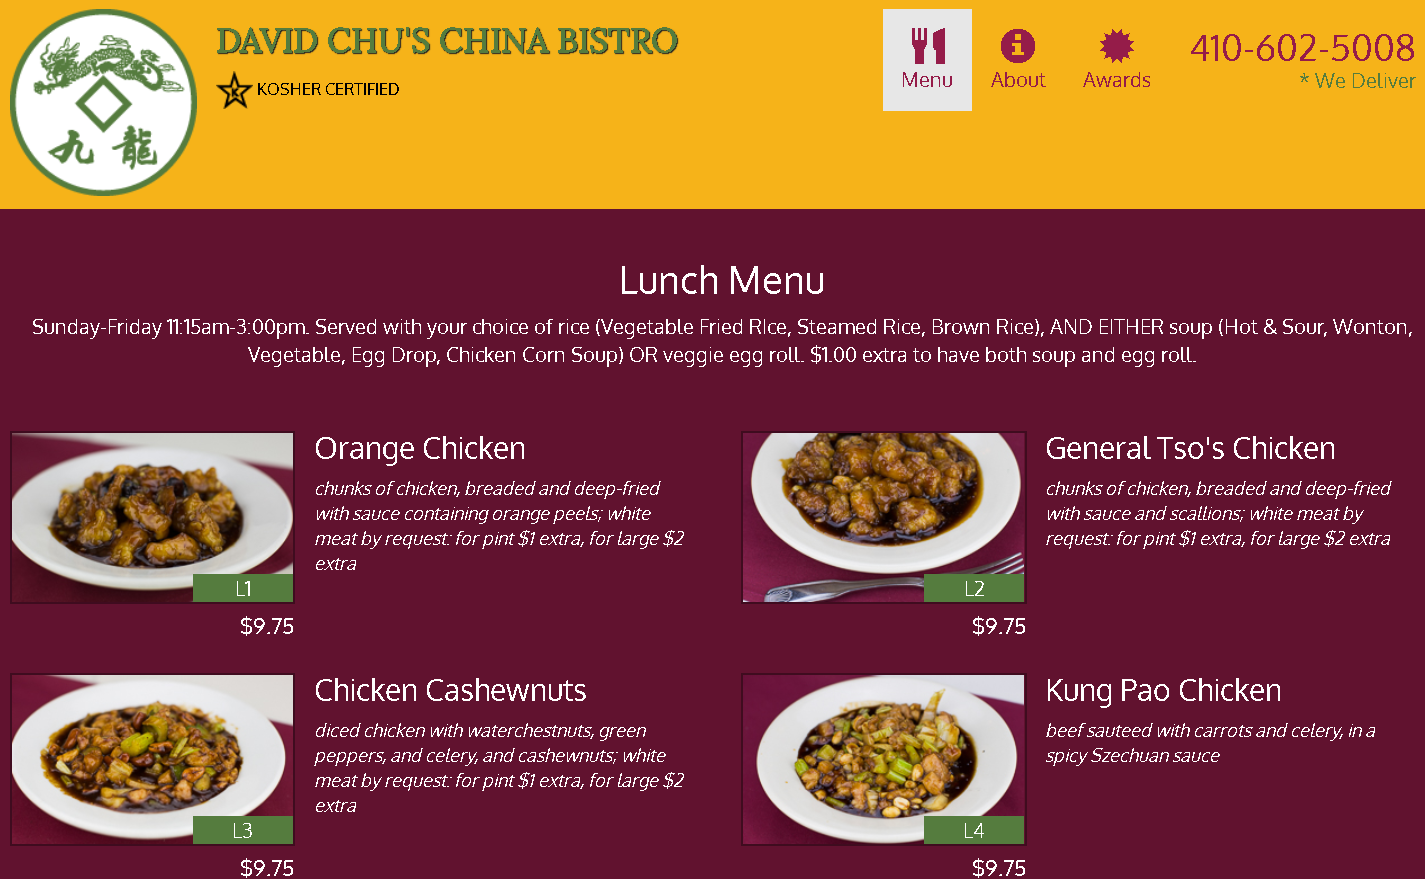 DAVID CHU'S CHINA BISTRO
KOSHER CERTIFIED
九龍
Menu
About
Awards
410-602-5008
* We Deliver
Lunch Menu
Sunday-Friday 11:15am-3:00pm. Served with your choice of rice (Vegetable Fried RIce, Steamed Rice, Brown Rice), AND EITHER soup (Hot & Sour, Wonton,
Vegetable, Egg Drop, Chicken Corn Soup) OR veggie egg roll. $1.00 extra to have both soup and egg roll.
Orange Chicken
chunks of chicken, breaded and deep-fried
with sauce containing orange peels; white
meat by request: for pint $1 extra, for large $2
extra
L1
$9.75
General Tso's Chicken
chunks of chicken, breaded and deep-fried
with sauce and scallions; white meat by
request: for pint $1 extra, for large $2 extra
L2
$9.75
Chicken Cashewnuts
diced chicken with waterchestnuts, green
peppers, and celery, and cashewnuts; white
meat by request: for pint $1 extra, for large $2
extra
L3
$9.75
Kung Pao Chicken
beef sauteed with carrots and celery, in a
spicy Szechuan sauce
L4
$9.75